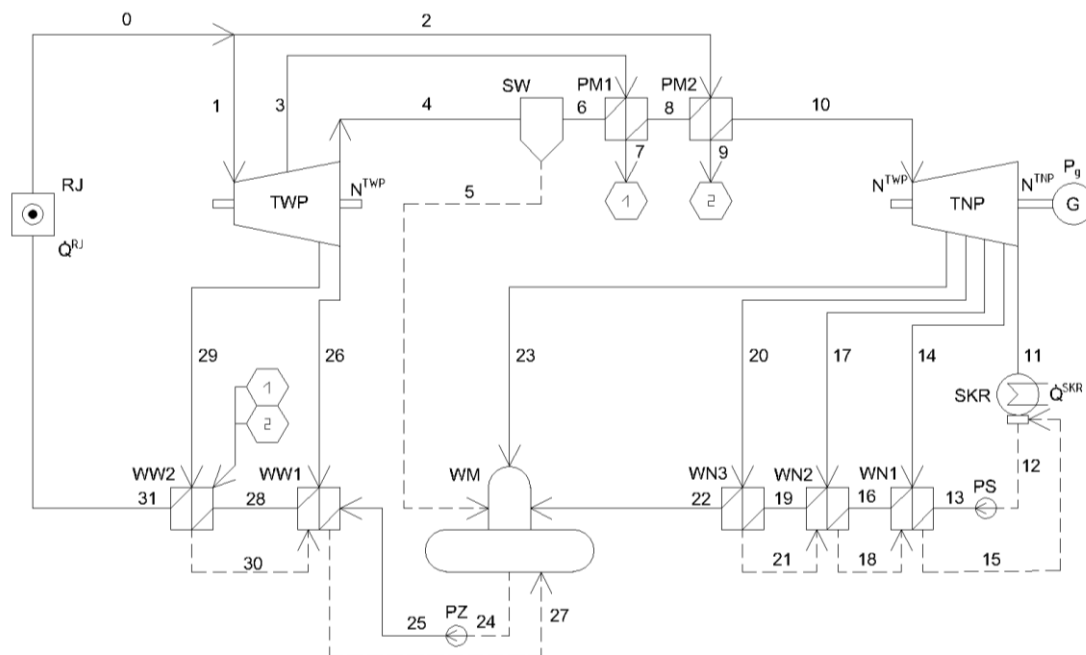 0
2
SW
PM1
PM2
1
3
4
6
8
10
7
9
RJ
N^TWP
N^TWP
N^TNP
P_g
TWP
5
1
2
TNP
G
Q̇^RJ
29
26
23
20
17
14
11
1
2
SKR
Q̇^SKR
WW2
WW1
WM
WN3
WN2
WN1
12
31
28
22
19
16
13
PS
30
21
18
15
PZ
25
24
27